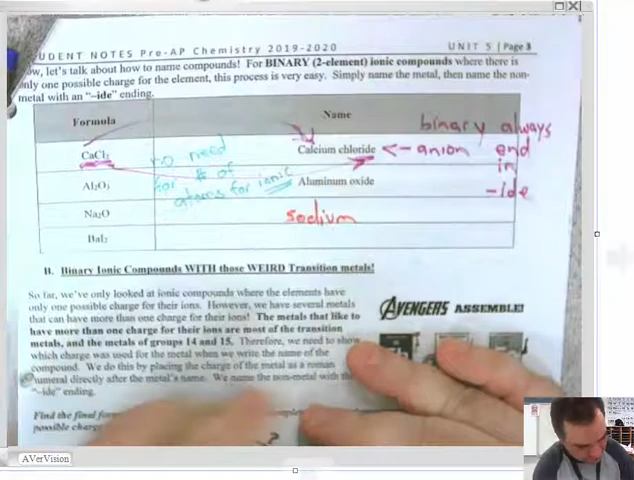 UDENT NOTES Pre-AP Chemistry 2019-2020
UNIT 5 | Page 3
ow, let's talk about how to name compounds! For BINARY (2-element) ionic compounds where there is
only one possible charge for the element, this process is very easy. Simply name the metal, then name the non-
metal with an "-ide" ending.
Formula
Name
binary always
CaCl₂
no need
Calcium chloride
<- anion end
for # of
in
Al₂O₃
atoms for ionic
Aluminum oxide
-ide
Na₂O
sodium
BaI₂
B. Binary Ionic Compounds WITH those WEIRD Transition metals!
So far, we've only looked at ionic compounds where the elements have
only one possible charge for their ions. However, we have several metals
that can have more than one charge for their ions! The metals that like to
have more than one charge for their ions are most of the transition
metals, and the metals of groups 14 and 15. Therefore, we need to show
which charge was used for the metal when we write the name of the
compound. We do this by placing the charge of the metal as a roman
numeral directly after the metal's name. We name the non-metal with the
"-ide" ending.
AVENGERS ASSEMBLE!
Find the final for
possible charg
AVerVision